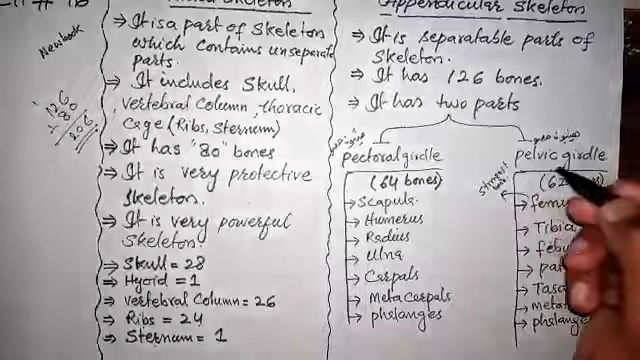 Skeleton
⇒ It is a part of Skeleton
which contains unseparate
parts.
⇒ It includes Skull,
vertebral Column, thoracic
Cage (Ribs, Sternum)
⇒ It has "80" bones
⇒ It is very protective
skeleton.
⇒ It is very powerful
Skeleton
⇒ Skull = 28
⇒ Hyoid = 1
⇒ vertebral Column = 26
⇒ Ribs = 24
⇒ Sternum = 1
Newbook
126
+ 80
206
Appendicular Skeleton
⇒ It is separatable parts of
Skeleton.
⇒ It has 126 bones.
⇒ It has two parts
pectoral girdle
(64 bones)
→ Scapula
→ Humerus
→ Radius
→ Ulna
→ Carpals
→ Metacarpals
→ phalanges
pelvic girdle
(62
→ femu
→ Tibia
→ phalanges